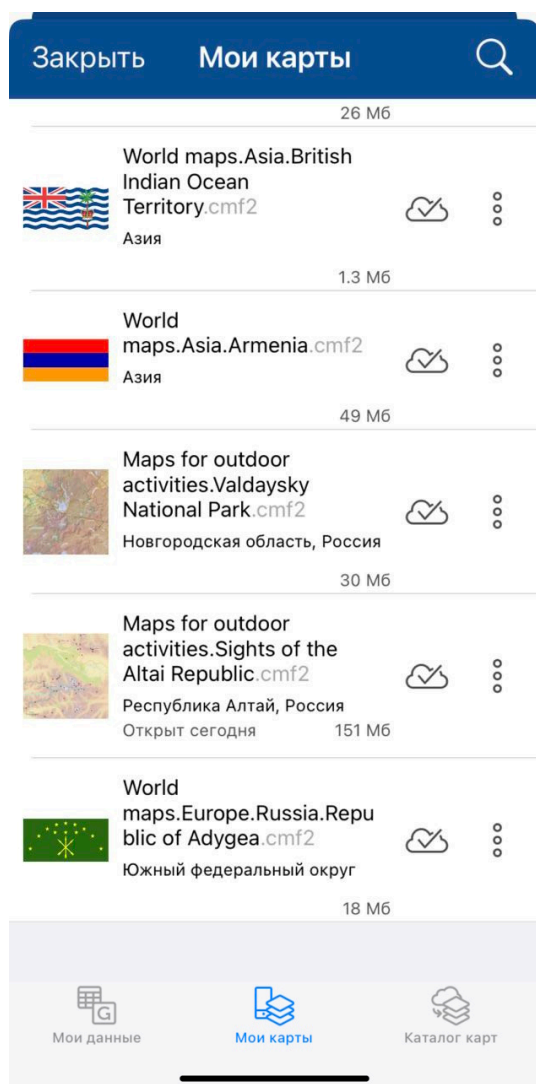 Закрыть Мои карты
26 Мб
World maps.Asia.British
Indian Ocean
Territory.cmf2
Азия
1.3 Мб
World
maps.Asia.Armenia.cmf2
Азия
49 Мб
Maps for outdoor
activities.Valdaysky
National Park.cmf2
Новгородская область, Россия
30 Мб
Maps for outdoor
activities.Sights of the
Altai Republic.cmf2
Республика Алтай, Россия
Открыт сегодня 151 Мб
World
maps.Europe.Russia.Repu
blic of Adygea.cmf2
Южный федеральный округ
18 Мб
G
Мои данные Мои карты Каталог карт